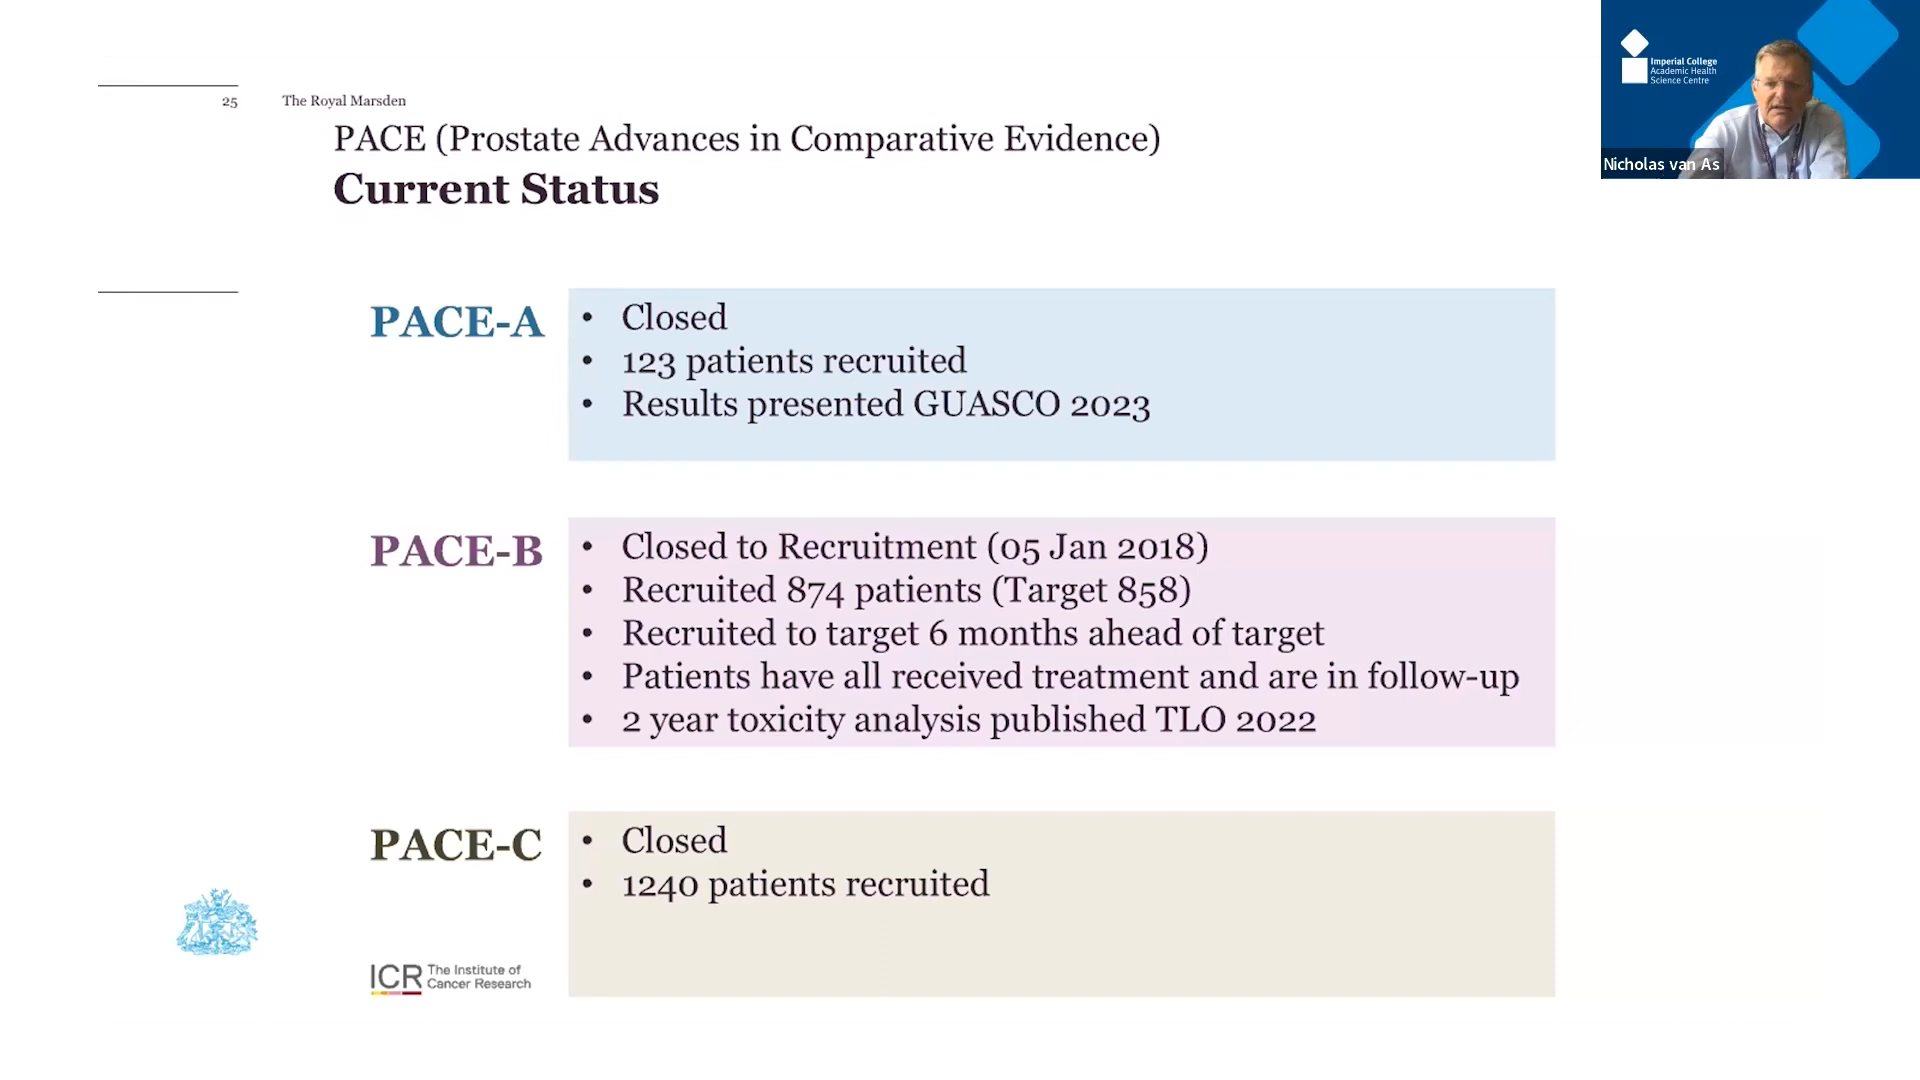 25
The Royal Marsden
PACE (Prostate Advances in Comparative Evidence)
Current Status
PACE-A
• Closed
• 123 patients recruited
• Results presented GUASCO 2023
PACE-B
• Closed to Recruitment (05 Jan 2018)
• Recruited 874 patients (Target 858)
• Recruited to target 6 months ahead of target
• Patients have all received treatment and are in follow-up
• 2 year toxicity analysis published TLO 2022
PACE-C
• Closed
• 1240 patients recruited
ICR The Institute of
Cancer Research
Imperial College
Academic Health
Science Centre
Nicholas van As